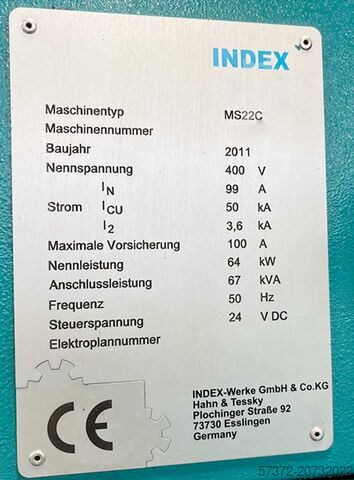 INDEX
Maschinentyp MS22C
Maschinennummer
Baujahr 2011
Nennspannung 400 V
IN 99 A
Strom ICU 50 kA
I2 3,6 kA
Maximale Vorsicherung 100 A
Nennleistung 64 kW
Anschlussleistung 67 kVA
Frequenz 50 Hz
Steuerspannung 24 V DC
Elektroplannummer
CE
INDEX-Werke GmbH & Co.KG
Hahn & Tessky
Plochinger Straße 92
73730 Esslingen
Germany
57372-20732022